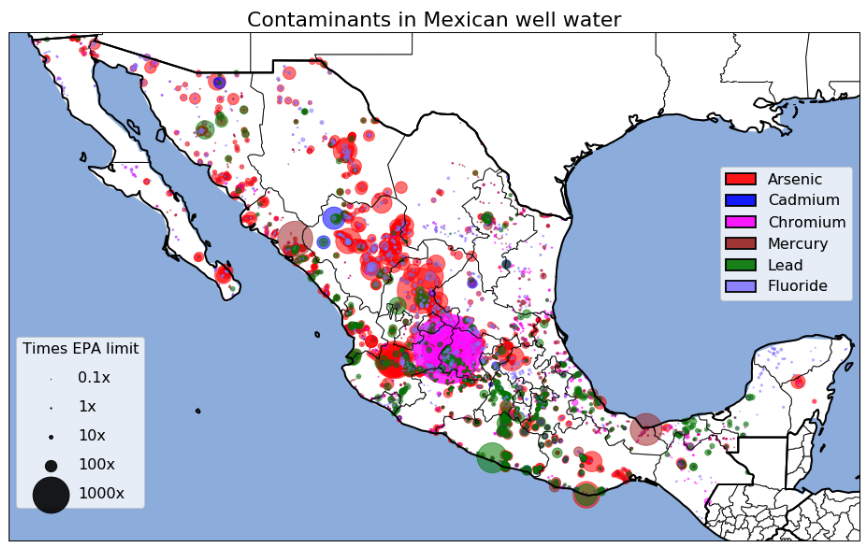 Contaminants in Mexican well water
Arsenic
Cadmium
Chromium
Mercury
Lead
Fluoride
Times EPA limit
0.1x
1x
10x
100x
1000x